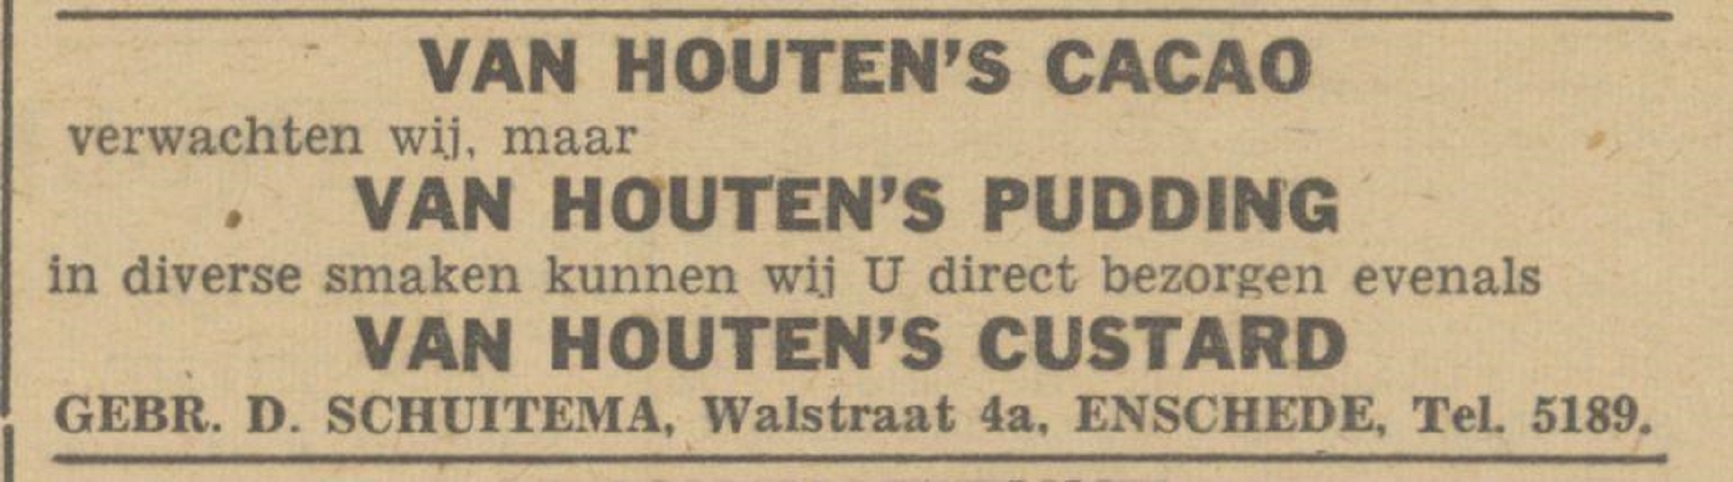 VAN HOUTEN'S CACAO
verwachten wij, maar
VAN HOUTEN'S PUDDING
in diverse smaken kunnen wij U direct bezorgen evenals
VAN HOUTEN'S CUSTARD
GEBR. D. SCHUITEMA, Walstraat 4a, ENSCHEDE, Tel. 5189.